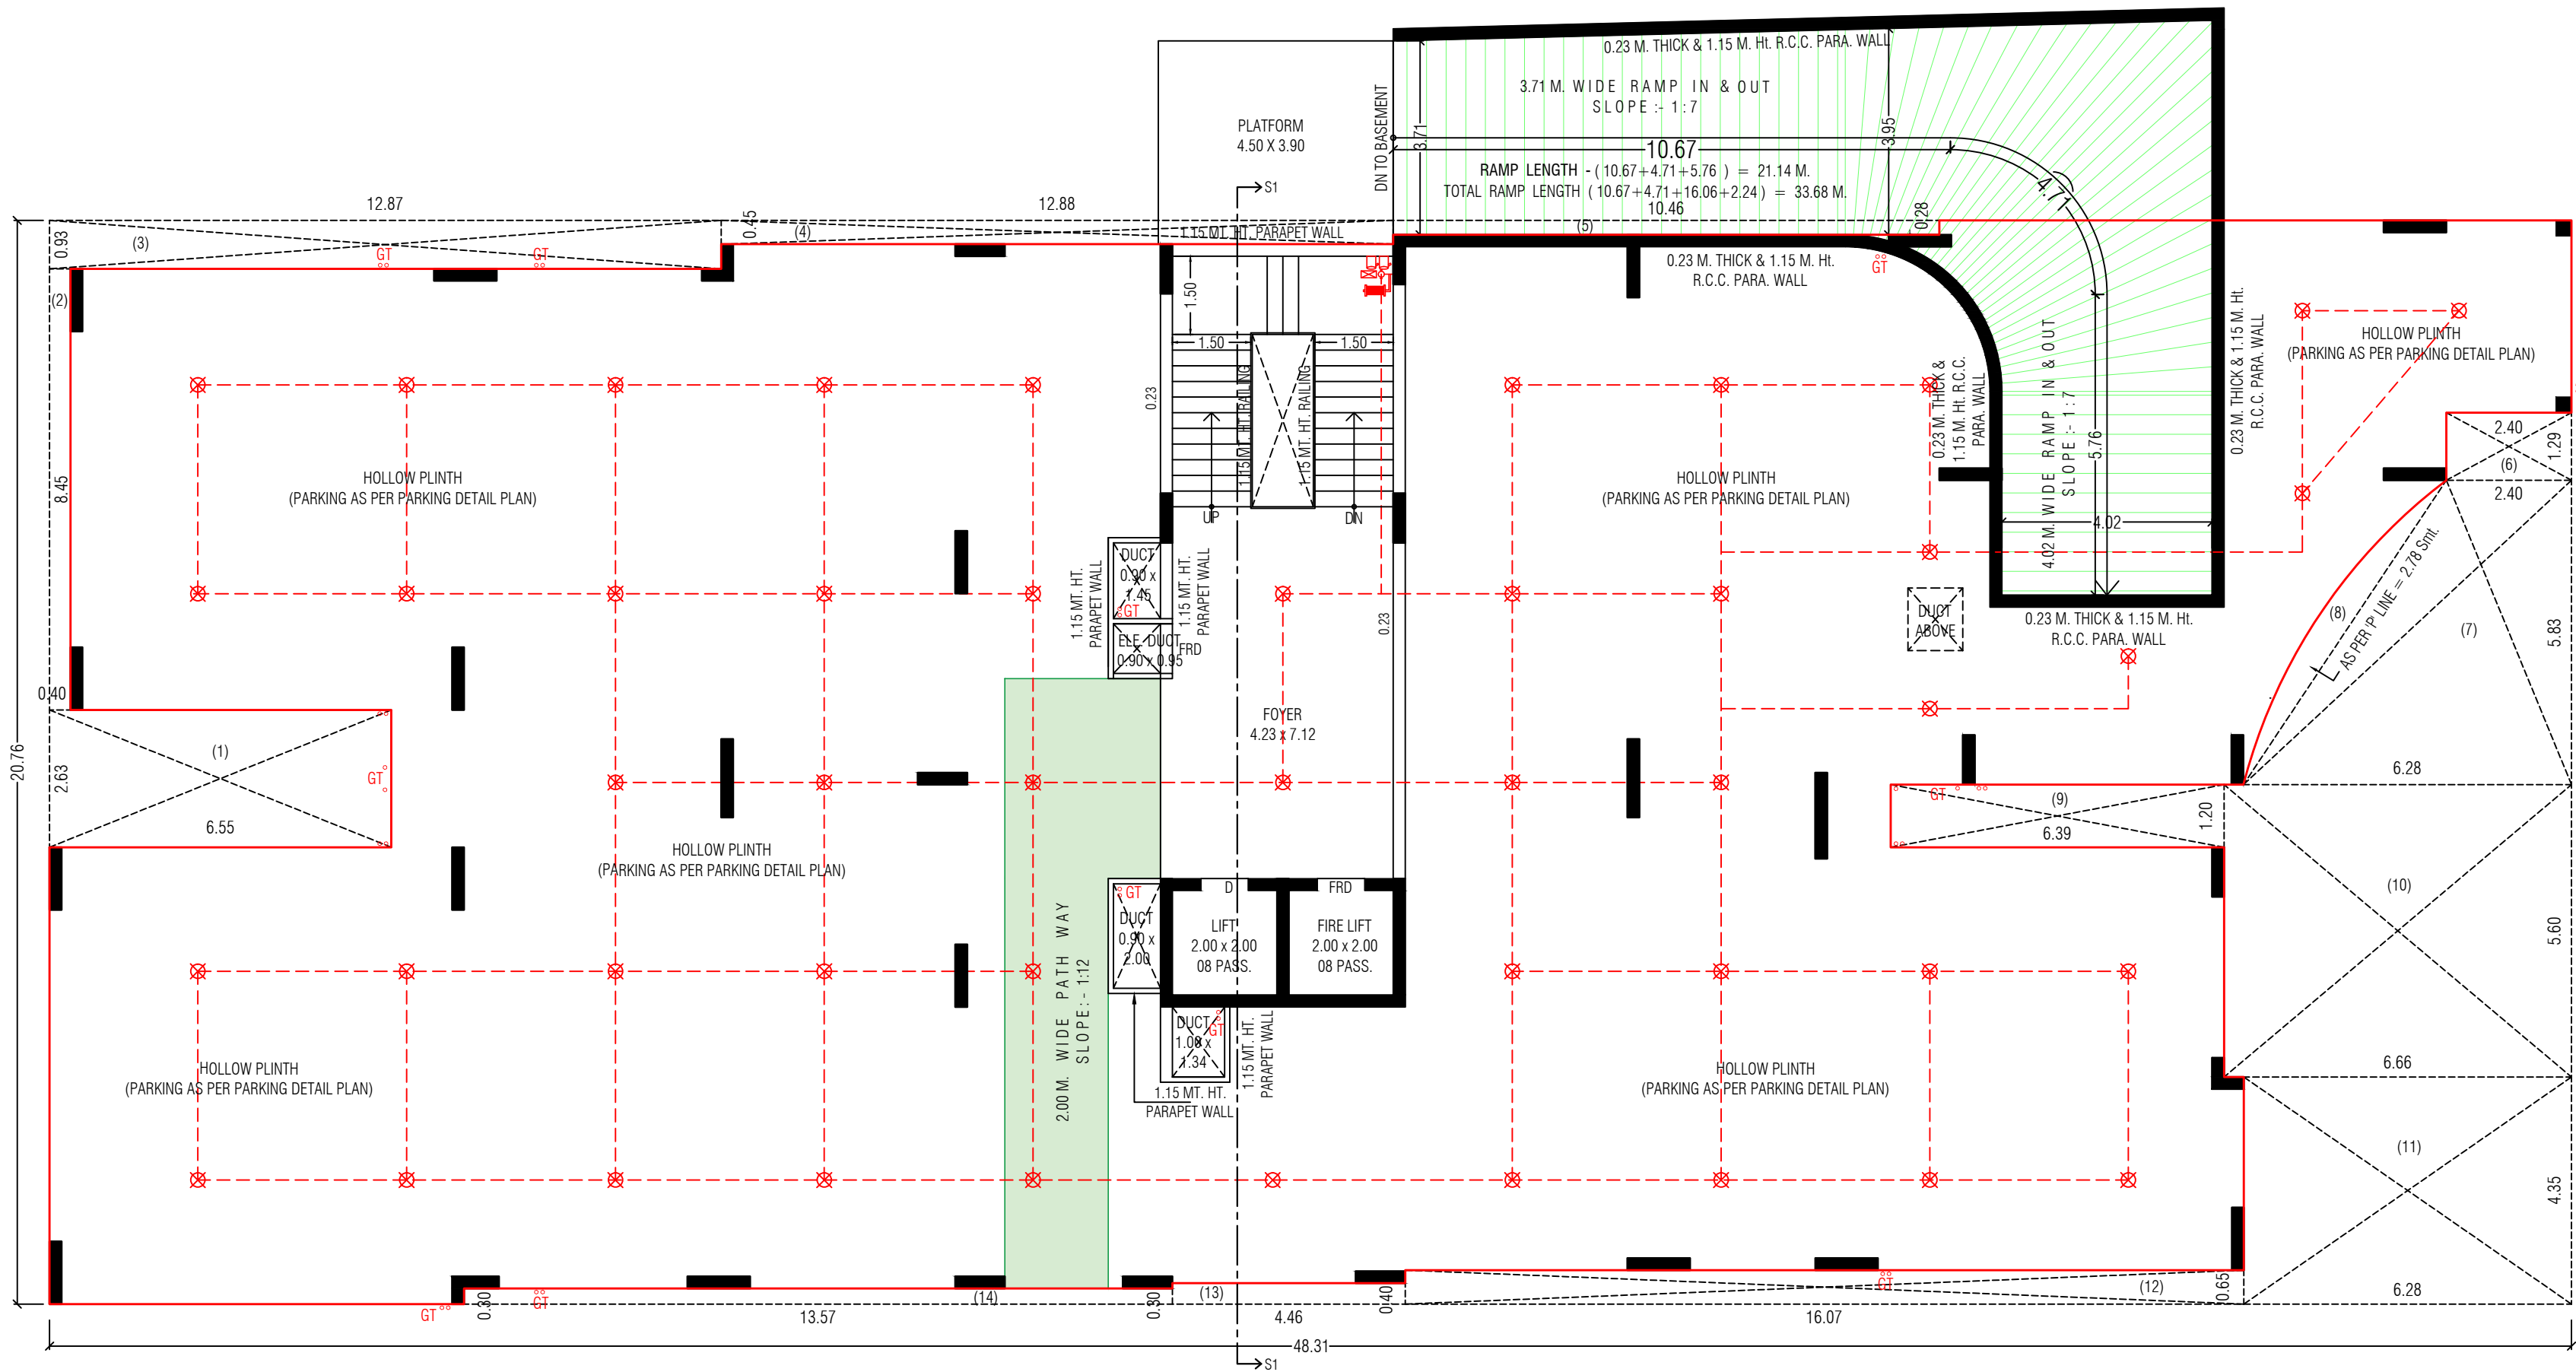 0.23 M. THICK & 1.15 M. Ht. R.C.C. PARA. WALL
3.71 M. WIDE RAMP IN & OUT
SLOPE :- 1 : 7
PLATFORM
4.50 X 3.90
DN TO BASEMENT
3.71
3.95
10.67
RAMP LENGTH - ( 10.67+4.71+5.76 ) = 21.14 M.
TOTAL RAMP LENGTH ( 10.67+4.71+16.06+2.24 ) = 33.68 M.
10.46
4.71
S1
12.87
12.88
0.93
(3)
GT
GT
0.45
(4)
1.15 MT. HT. PARAPET WALL
(5)
0.28
(2)
0.23 M. THICK & 1.15 M. Ht.
R.C.C. PARA. WALL
GT
1.50
1.50
1.50
0.23
1.15 MT. HT. RAILING
1.15 MT. HT. RAILING
UP
DN
0.23 M. THICK &
1.15 M. Ht. R.C.C.
PARA. WALL
4.02 M. WIDE RAMP IN & OUT
SLOPE :- 1 : 7
5.76
4.02
0.23 M. THICK & 1.15 M. Ht.
R.C.C. PARA. WALL
HOLLOW PLINTH
(PARKING AS PER PARKING DETAIL PLAN)
2.40
1.29
(6)
2.40
8.45
HOLLOW PLINTH
(PARKING AS PER PARKING DETAIL PLAN)
HOLLOW PLINTH
(PARKING AS PER PARKING DETAIL PLAN)
1.15 MT. HT.
PARAPET WALL
DUCT
0.90 x
1.45
GT
1.15 MT. HT.
PARAPET WALL
ELE. DUCT
0.90 x 0.95
FRD
0.23
DUCT
ABOVE
0.23 M. THICK & 1.15 M. Ht.
R.C.C. PARA. WALL
(8)
AS PER 'P' LINE = 2.78 Smt.
(7)
5.83
0.40
20.76
(1)
2.63
GT
6.55
FOYER
4.23 x 7.12
6.28
GT
(9)
6.39
1.20
HOLLOW PLINTH
(PARKING AS PER PARKING DETAIL PLAN)
2.00 M. WIDE PATH WAY
SLOPE : - 1:12
GT
DUCT
0.90 x
2.00
D
FRD
LIFT
2.00 x 2.00
08 PASS.
FIRE LIFT
2.00 x 2.00
08 PASS.
(10)
5.60
DUCT
1.00 x
1.34
GT
1.15 MT. HT.
PARAPET WALL
1.15 MT. HT.
PARAPET WALL
HOLLOW PLINTH
(PARKING AS PER PARKING DETAIL PLAN)
HOLLOW PLINTH
(PARKING AS PER PARKING DETAIL PLAN)
6.66
(11)
4.35
GT
0.30
GT
(14)
0.30
(13)
0.40
GT
(12)
0.65
6.28
13.57
4.46
16.07
48.31
S1